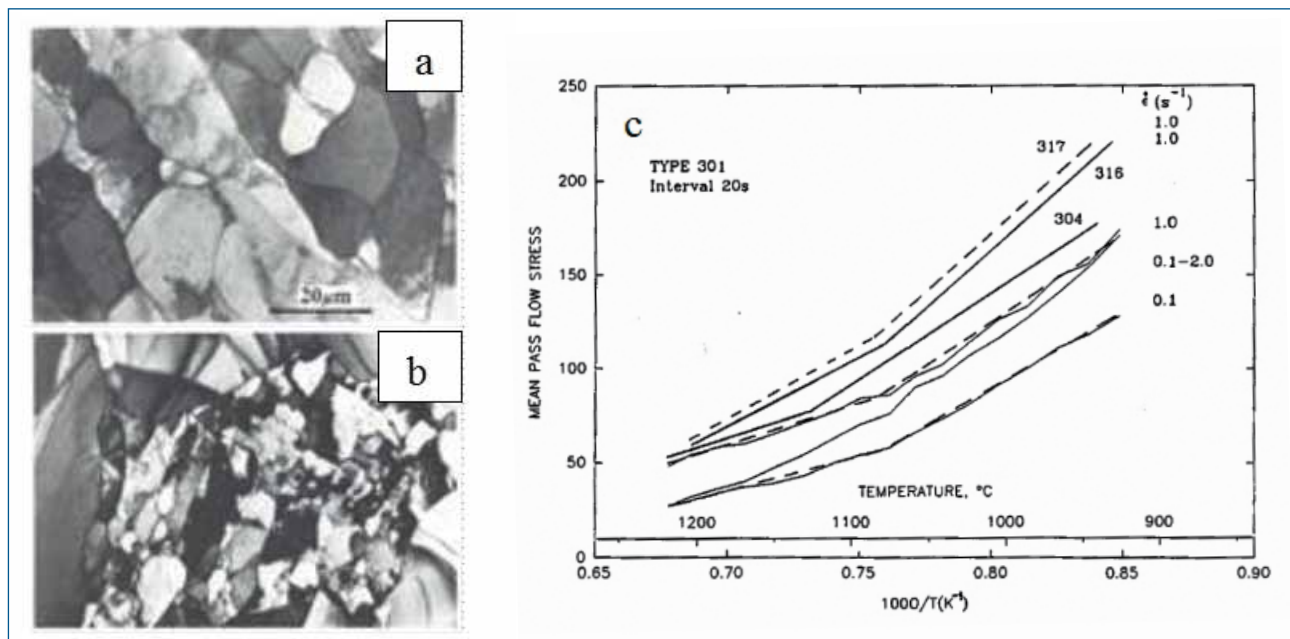 a
20μm
b
c
TYPE 301
Interval 20s
317
316
304
ε̇ (s⁻¹)
1.0
1.0
1.0
0.1-2.0
0.1
MEAN PASS FLOW STRESS
250
200
150
100
50
0
TEMPERATURE, °C
1200
1100
1000
900
0.65
0.70
0.75
0.80
0.85
0.90
1000/T(K⁻¹)